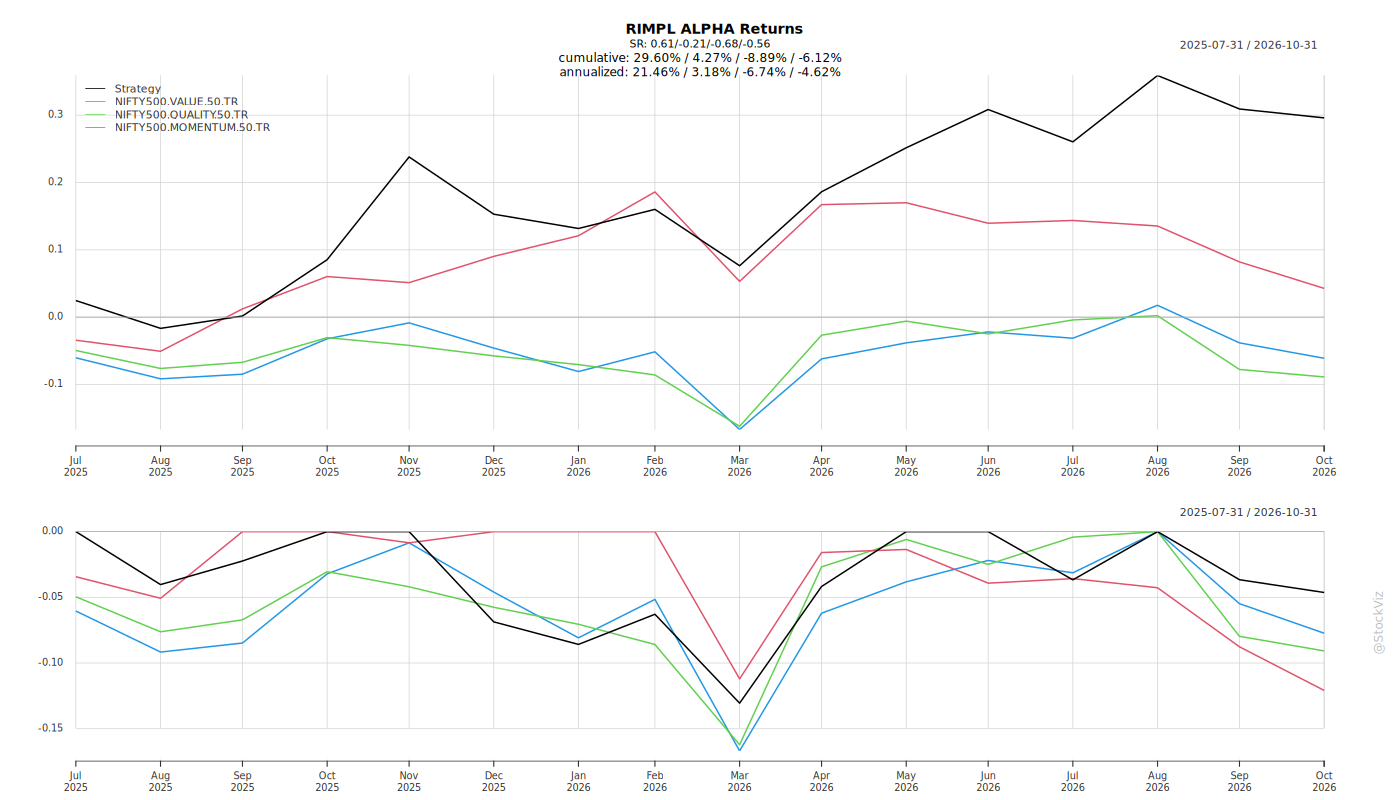 RIMPL ALPHA Returns
SR: 0.61/-0.21/-0.68/-0.56
cumulative: 29.60% / 4.27% / -8.89% / -6.12%
annualized: 21.46% / 3.18% / -6.74% / -4.62%
2025-07-31 / 2026-10-31
Strategy
NIFTY500.VALUE.50.TR
NIFTY500.QUALITY.50.TR
NIFTY500.MOMENTUM.50.TR
0.3
0.2
0.1
0.0
-0.1
Jul Aug Sep Oct Nov Dec Jan Feb Mar Apr May Jun Jul Aug Sep Oct
2025 2025 2025 2025 2025 2025 2026 2026 2026 2026 2026 2026 2026 2026 2026 2026
2025-07-31 / 2026-10-31
0.00
-0.05
-0.10
-0.15
Jul Aug Sep Oct Nov Dec Jan Feb Mar Apr May Jun Jul Aug Sep Oct
2025 2025 2025 2025 2025 2025 2026 2026 2026 2026 2026 2026 2026 2026 2026 2026
@StockViz